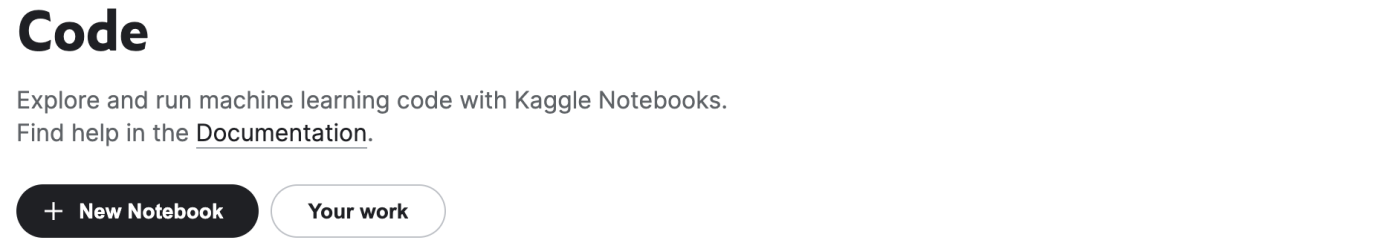 Code
Explore and run machine learning code with Kaggle Notebooks.
Find help in the Documentation.
+ New Notebook
Your work